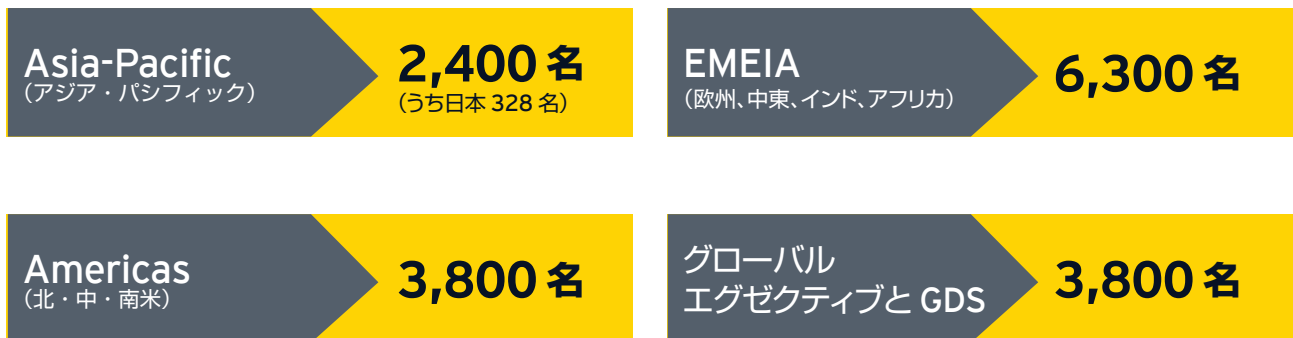 Asia-Pacific
（アジア・パシフィック）
2,400 名
（うち日本 328 名）
EMEIA
（欧州、中東、インド、アフリカ）
6,300 名
Americas
（北・中・南米）
3,800 名
グローバル
エグゼクティブと GDS
3,800 名